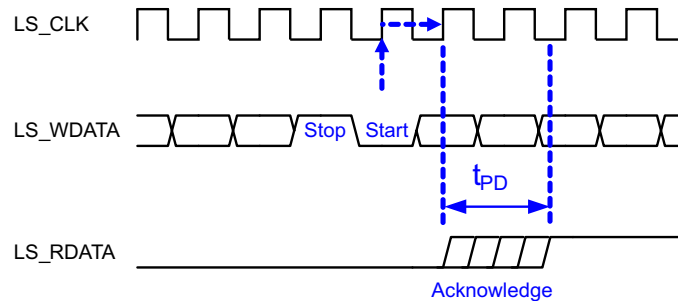 LS_CLK
LS_WDATA
Stop
Start
tPD
LS_RDATA
Acknowledge